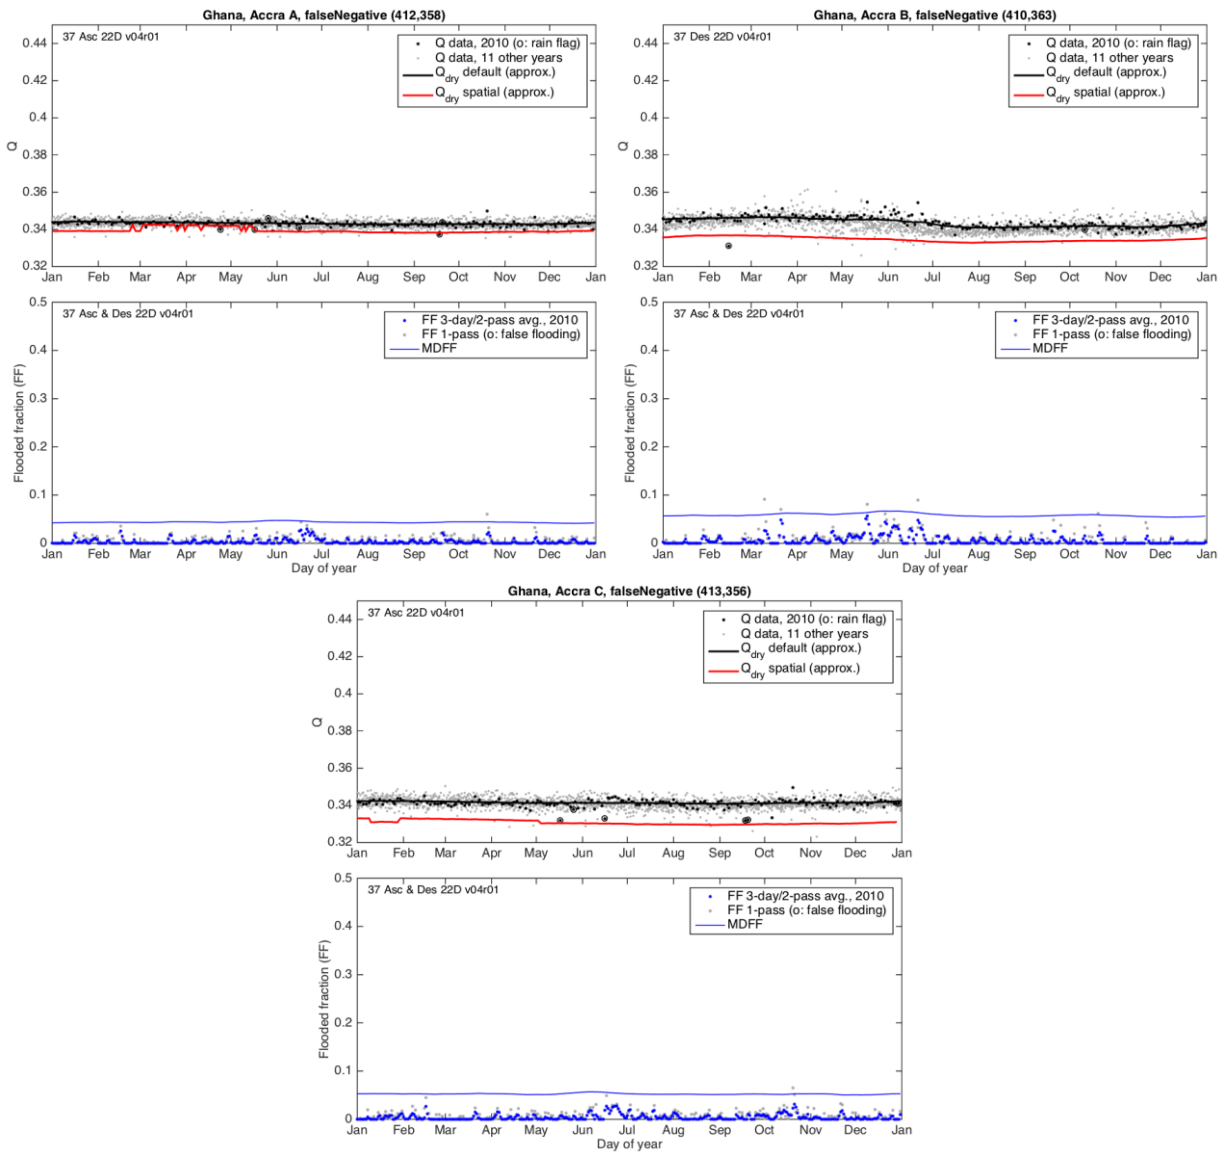 Ghana, Accra A, falseNegative (412,358)
37 Asc 22D v04r01
Q data, 2010 (o: rain flag)
Q data, 11 other years
Qdry default (approx.)
Qdry spatial (approx.)
Q
0.44
0.42
0.4
0.38
0.36
0.34
0.32
Jan Feb Mar Apr May Jun Jul Aug Sep Oct Nov Dec Jan
37 Asc & Des 22D v04r01
FF 3-day/2-pass avg., 2010
FF 1-pass (o: false flooding)
MDFF
Flooded fraction (FF)
0.5
0.4
0.3
0.2
0.1
0
Jan Feb Mar Apr May Jun Jul Aug Sep Oct Nov Dec Jan
Day of year
Ghana, Accra B, falseNegative (410,363)
37 Des 22D v04r01
Q data, 2010 (o: rain flag)
Q data, 11 other years
Qdry default (approx.)
Qdry spatial (approx.)
Q
0.44
0.42
0.4
0.38
0.36
0.34
0.32
Jan Feb Mar Apr May Jun Jul Aug Sep Oct Nov Dec Jan
37 Asc & Des 22D v04r01
FF 3-day/2-pass avg., 2010
FF 1-pass (o: false flooding)
MDFF
Flooded fraction (FF)
0.5
0.4
0.3
0.2
0.1
0
Jan Feb Mar Apr May Jun Jul Aug Sep Oct Nov Dec Jan
Day of year
Ghana, Accra C, falseNegative (413,356)
37 Asc 22D v04r01
Q data, 2010 (o: rain flag)
Q data, 11 other years
Qdry default (approx.)
Qdry spatial (approx.)
Q
0.44
0.42
0.4
0.38
0.36
0.34
0.32
Jan Feb Mar Apr May Jun Jul Aug Sep Oct Nov Dec Jan
37 Asc & Des 22D v04r01
FF 3-day/2-pass avg., 2010
FF 1-pass (o: false flooding)
MDFF
Flooded fraction (FF)
0.5
0.4
0.3
0.2
0.1
0
Jan Feb Mar Apr May Jun Jul Aug Sep Oct Nov Dec Jan
Day of year